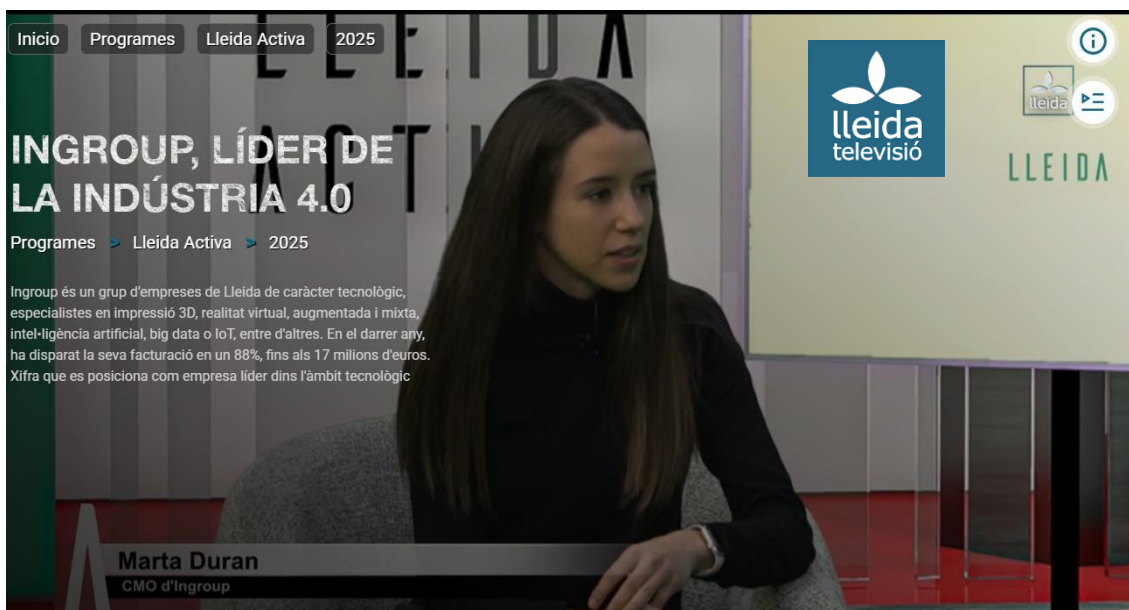 Inicio Programes Lleida Activa 2025
LLEIDA
ACTI
lleida
televisió
lleida
LLEIDA
INGROUP, LÍDER DE
LA INDÚSTRIA 4.0
Programes > Lleida Activa > 2025
Ingroup és un grup d'empreses de Lleida de caràcter tecnològic,
especialistes en impressió 3D, realitat virtual, augmentada i mixta,
intel•ligència artificial, big data o IoT, entre d'altres. En el darrer any,
ha disparat la seva facturació en un 88%, fins als 17 milions d'euros.
Xifra que es posiciona com empresa líder dins l'àmbit tecnològic
Marta Duran
CMO d'Ingroup